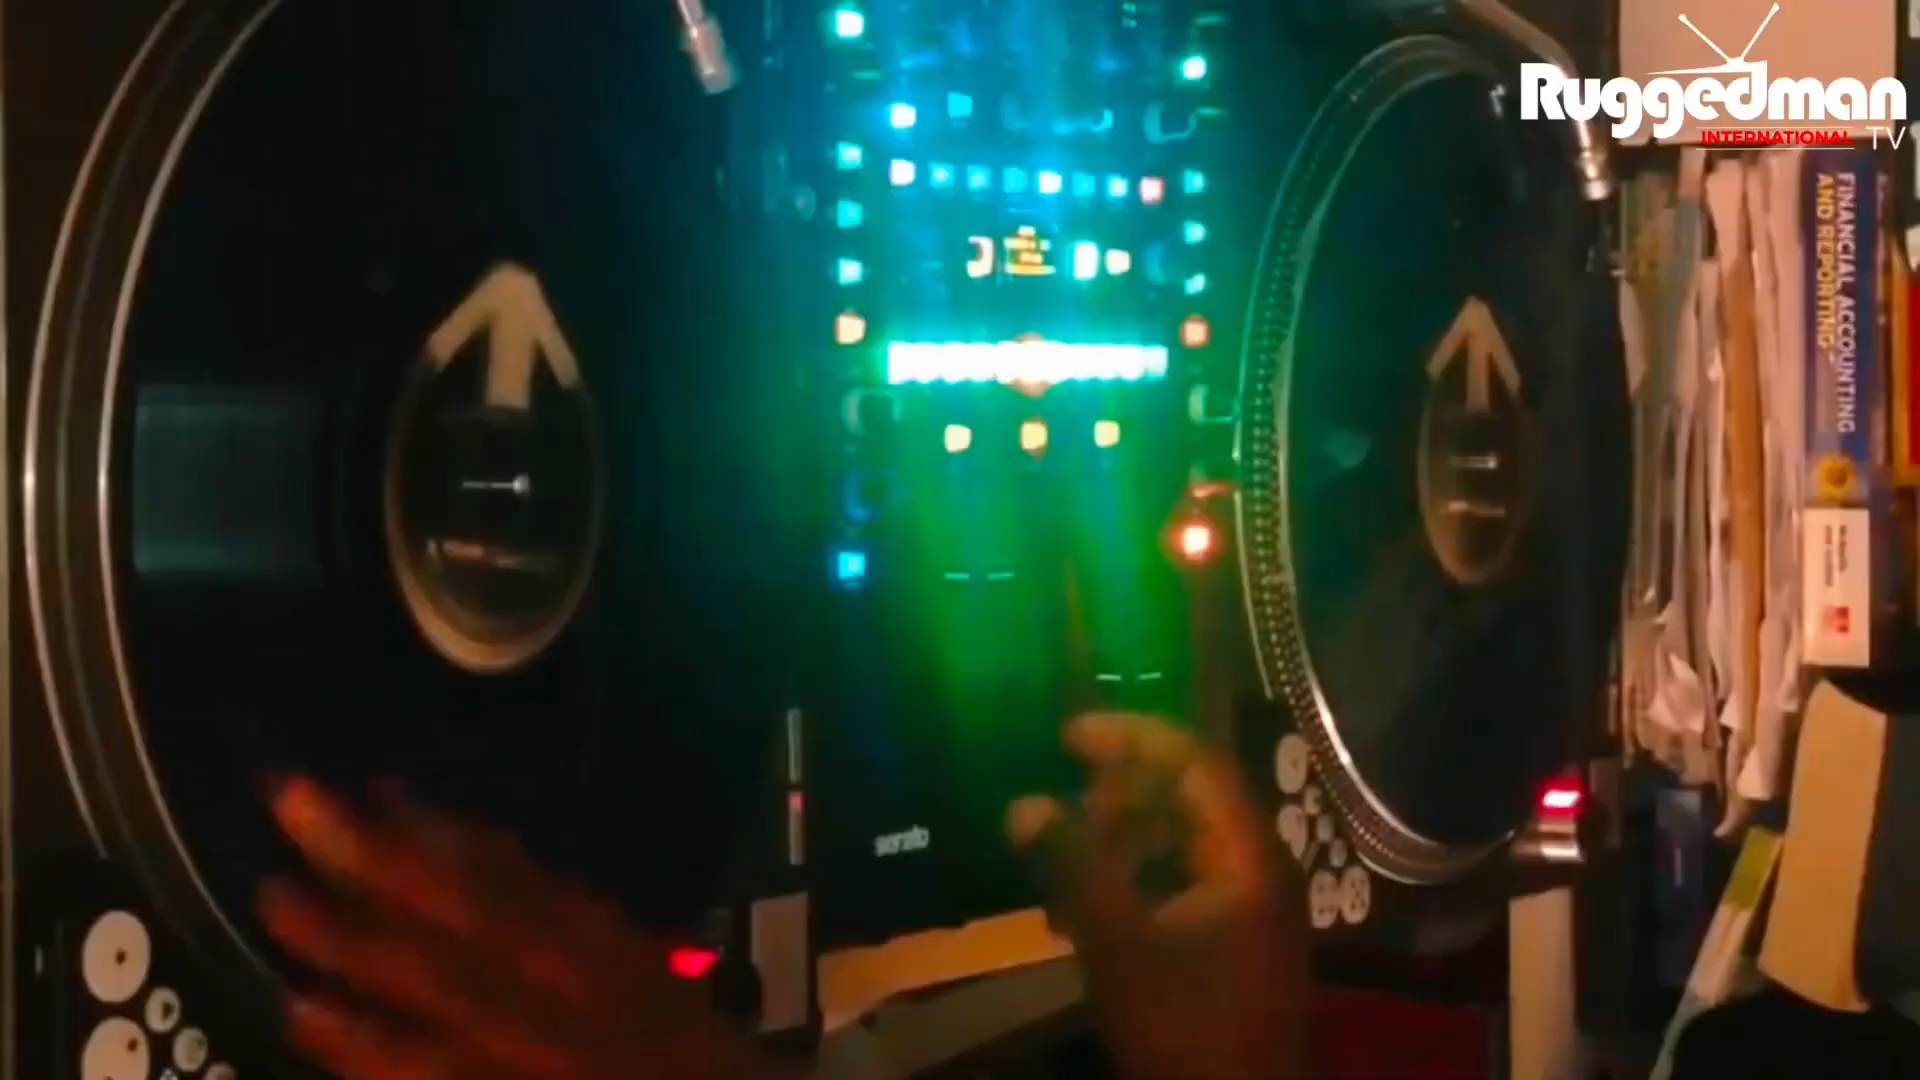 Ruggedman
INTERNATIONAL TV
FINANCIAL ACCOUNTING
AND REPORTING
serato